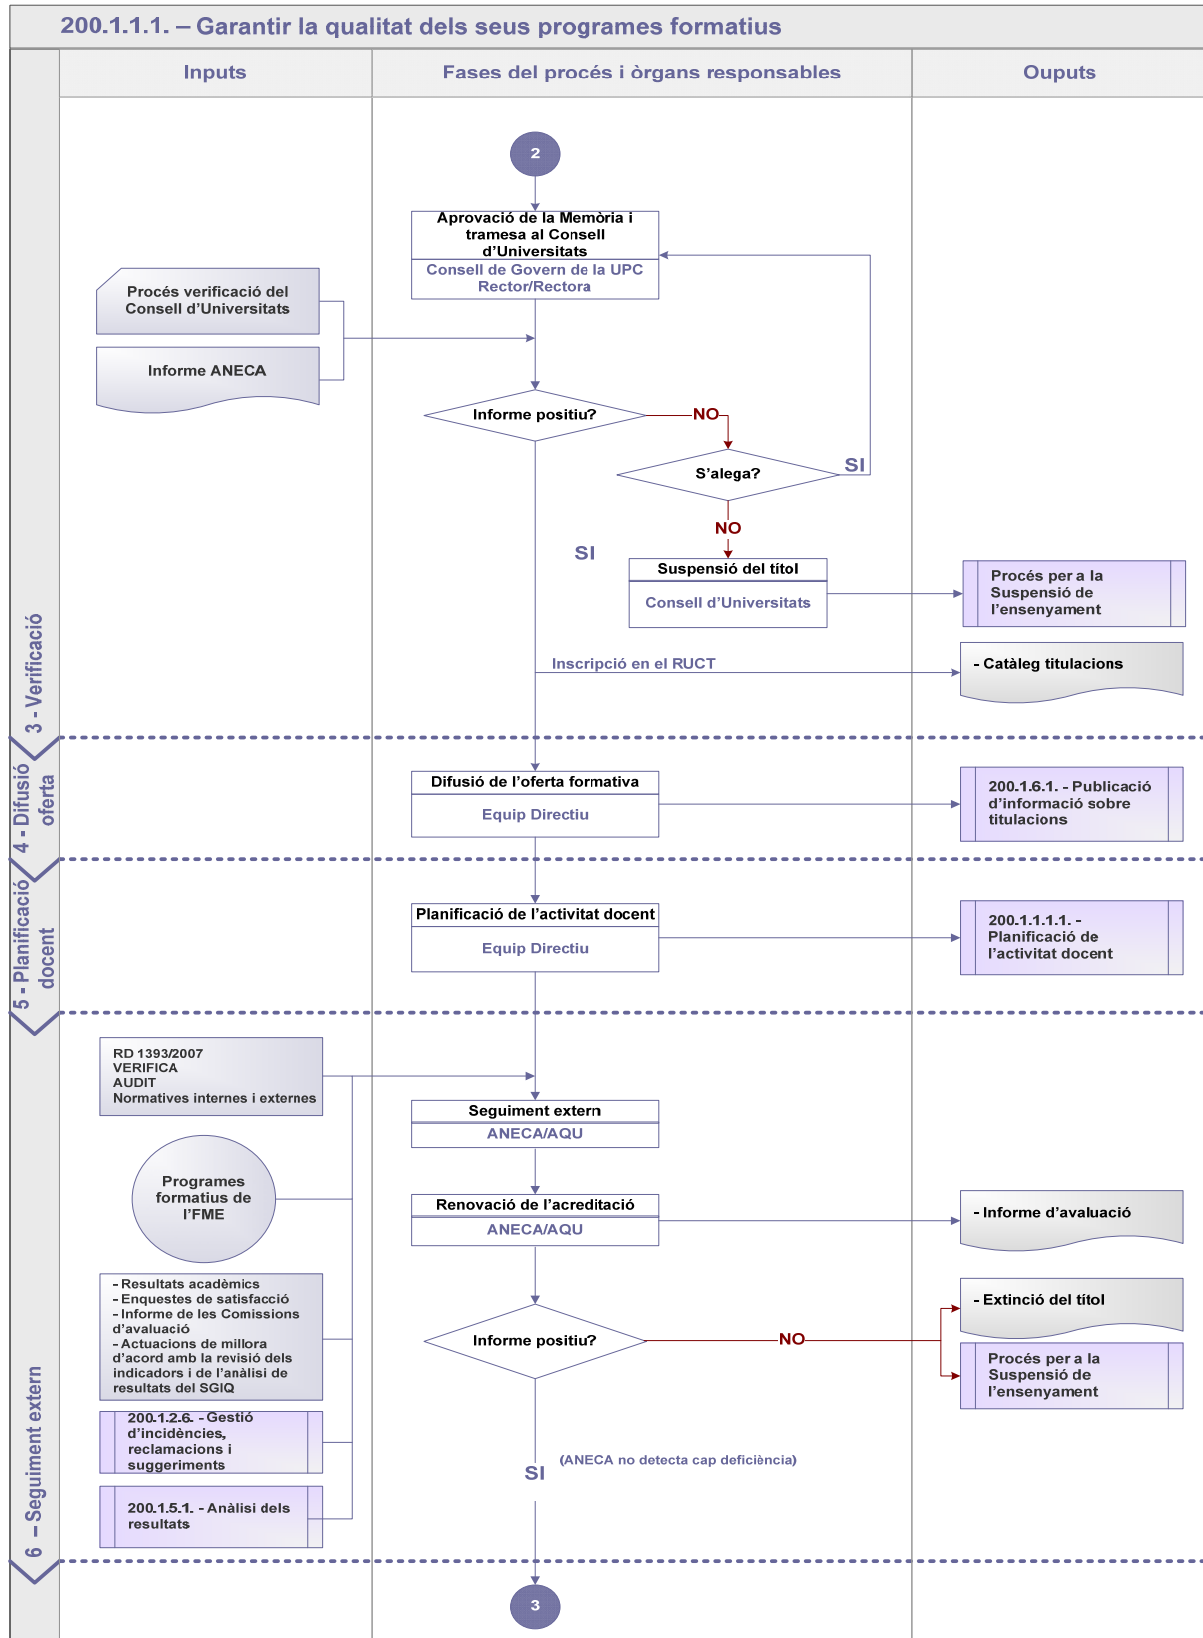 200.1.1.1. – Garantir la qualitat dels seus programes formatius
Inputs
Fases del procés i òrgans responsables
Ouputs
3 - Verificació
2
Aprovació de la Memòria i
tramesa al Consell
d'Universitats
Consell de Govern de la UPC
Rector/Rectora
Procés verificació del
Consell d'Universitats
Informe ANECA
Informe positiu?
NO
S'alega?
SI
NO
SI
Suspensió del títol
Consell d'Universitats
Procés per a la
Suspensió de
l'ensenyament
Inscripció en el RUCT
- Catàleg titulacions
4 - Difusió
oferta
Difusió de l'oferta formativa
Equip Directiu
200.1.6.1. - Publicació
d'informació sobre
titulacions
5 - Planificació
docent
Planificació de l'activitat docent
Equip Directiu
200.1.1.1.1. -
Planificació de
l'activitat docent
6 – Seguiment extern
RD 1393/2007
VERIFICA
AUDIT
Normatives internes i externes
Seguiment extern
ANECA/AQU
Programes
formatius de
l'FME
Renovació de l'acreditació
ANECA/AQU
- Informe d'avaluació
- Resultats acadèmics
- Enquestes de satisfacció
- Informe de les Comissions
d'avaluació
- Actuacions de millora
d'acord amb la revisió dels
indicadors i de l'anàlisi de
resultats del SGIQ
Informe positiu?
NO
- Extinció del títol
Procés per a la
Suspensió de
l'ensenyament
200.1.2.6. - Gestió
d'incidències,
reclamacions i
suggeriments
SI
(ANECA no detecta cap deficiència)
200.1.5.1. - Anàlisi dels
resultats
3